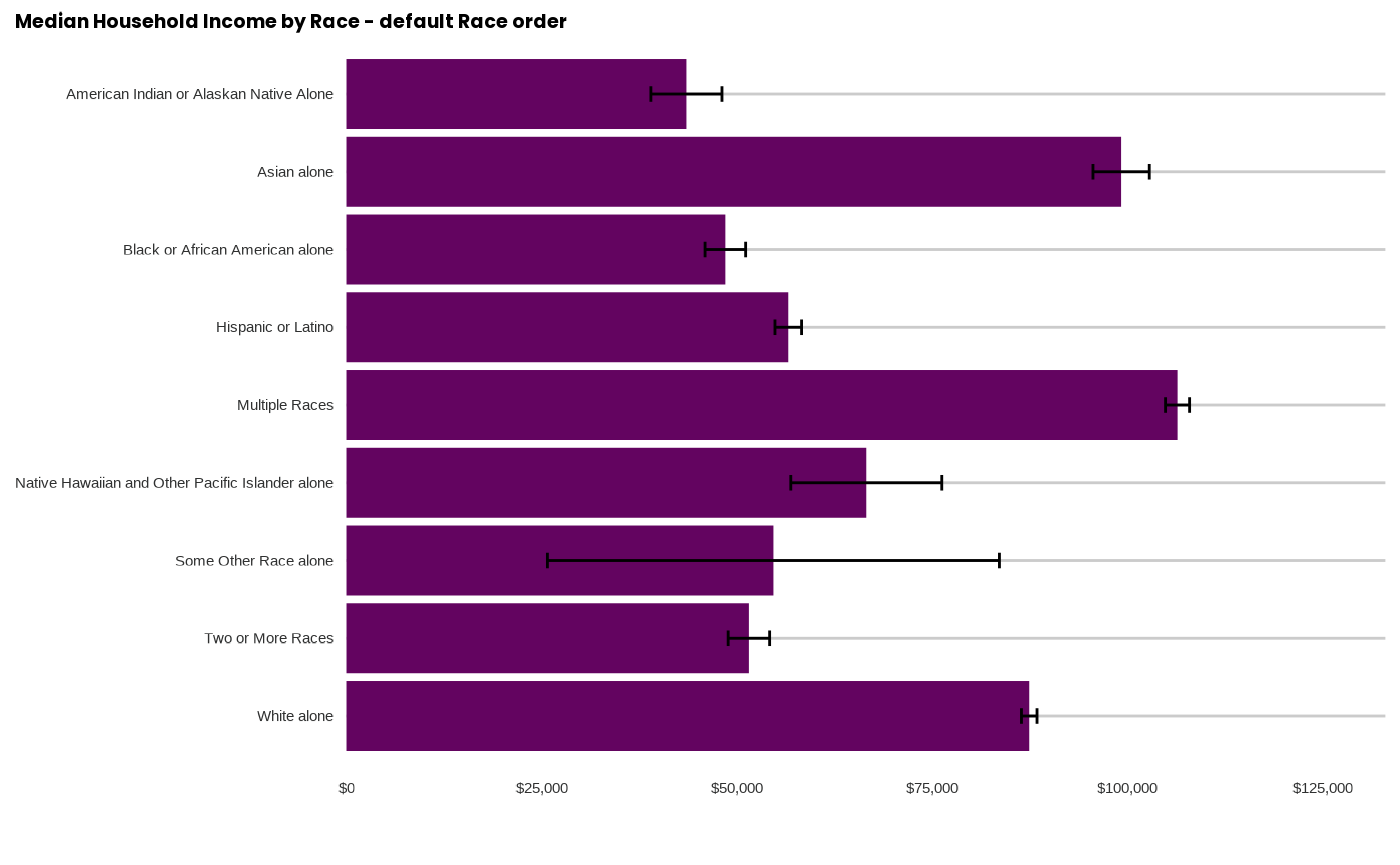 Median Household Income by Race - default Race order
American Indian or Alaskan Native Alone
Asian alone
Black or African American alone
Hispanic or Latino
Multiple Races
Native Hawaiian and Other Pacific Islander alone
Some Other Race alone
Two or More Races
White alone
$0 $25,000 $50,000 $75,000 $100,000 $125,000